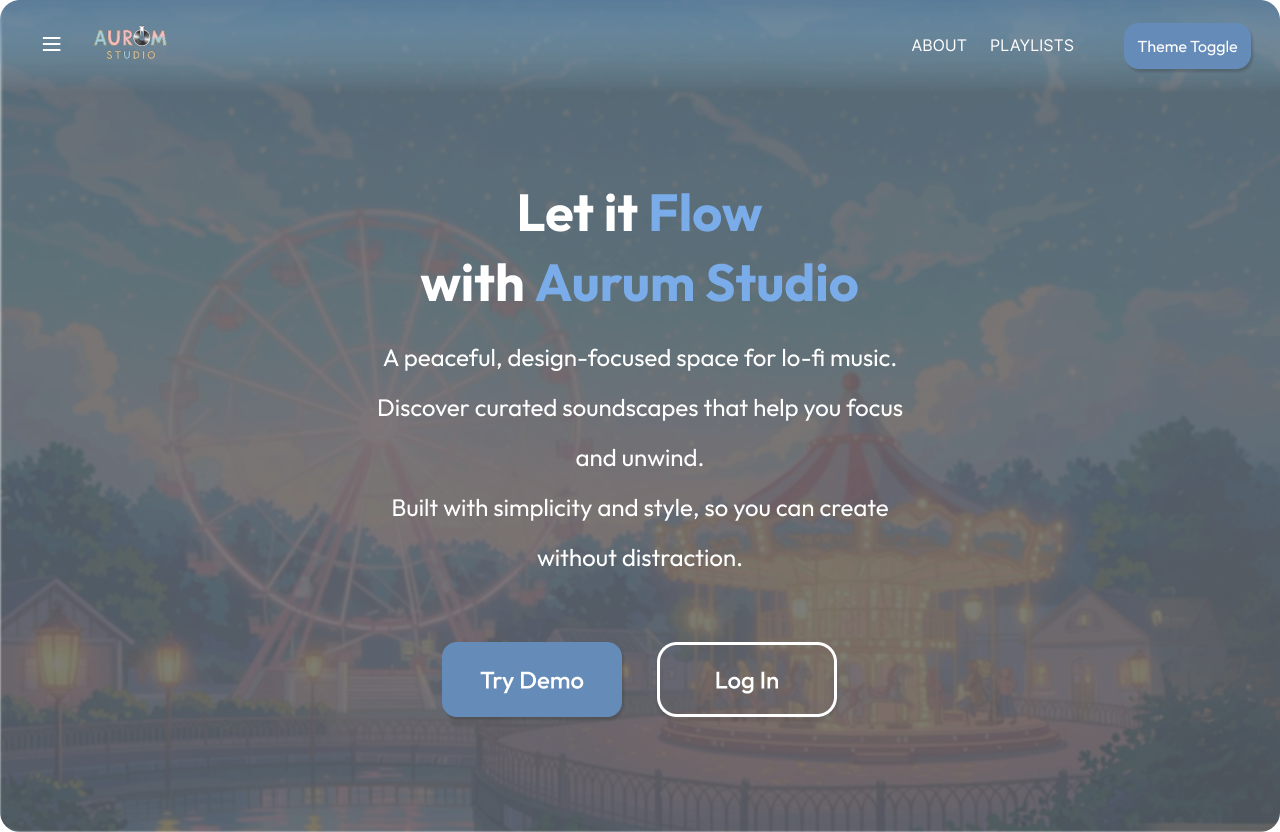 AURUM
STUDIO
ABOUT
PLAYLISTS
Theme Toggle
Let it Flow
with Aurum Studio
A peaceful, design-focused space for lo-fi music.
Discover curated soundscapes that help you focus
and unwind.
Built with simplicity and style, so you can create
without distraction.
Try Demo
Log In